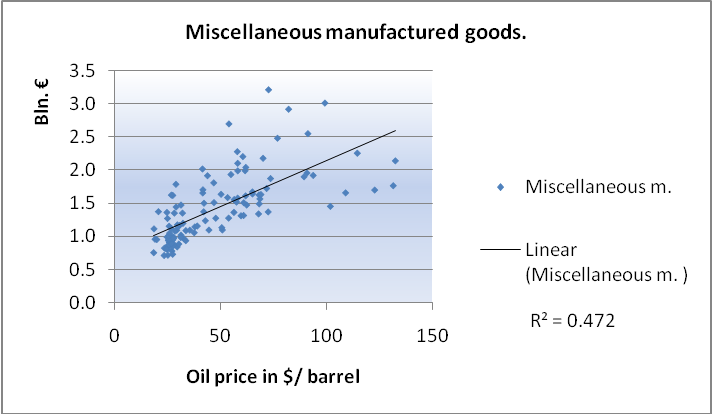 Miscellaneous manufactured goods.
Bln. €
3.5
3.0
2.5
2.0
1.5
1.0
0.5
0.0
0 50 100 150
Oil price in $/ barrel
Miscellaneous m.
Linear
(Miscellaneous m. )
R² = 0.472